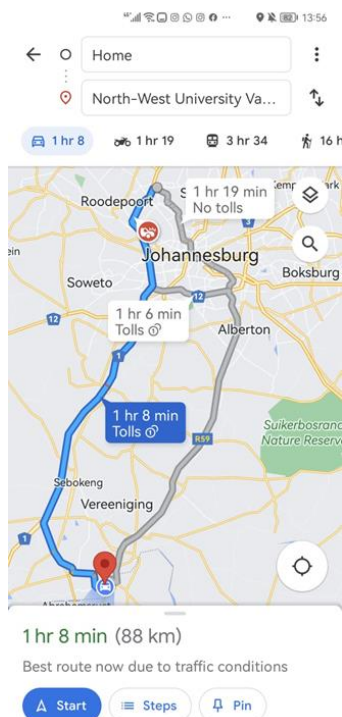 82 13:56
Home
North-West University Va...
1 hr 8
1 hr 19
3 hr 34
16 h
1 hr 19 min
No tolls
Roodepoort
Johannesburg
Boksburg
Soweto
12
1 hr 6 min
Tolls
12
Alberton
1
1 hr 8 min
Tolls
3
Suikerbosrand
Nature Reserve
R59
Sebokeng
Vereeniging
1
1 hr 8 min (88 km)
Best route now due to traffic conditions
Start
Steps
Pin